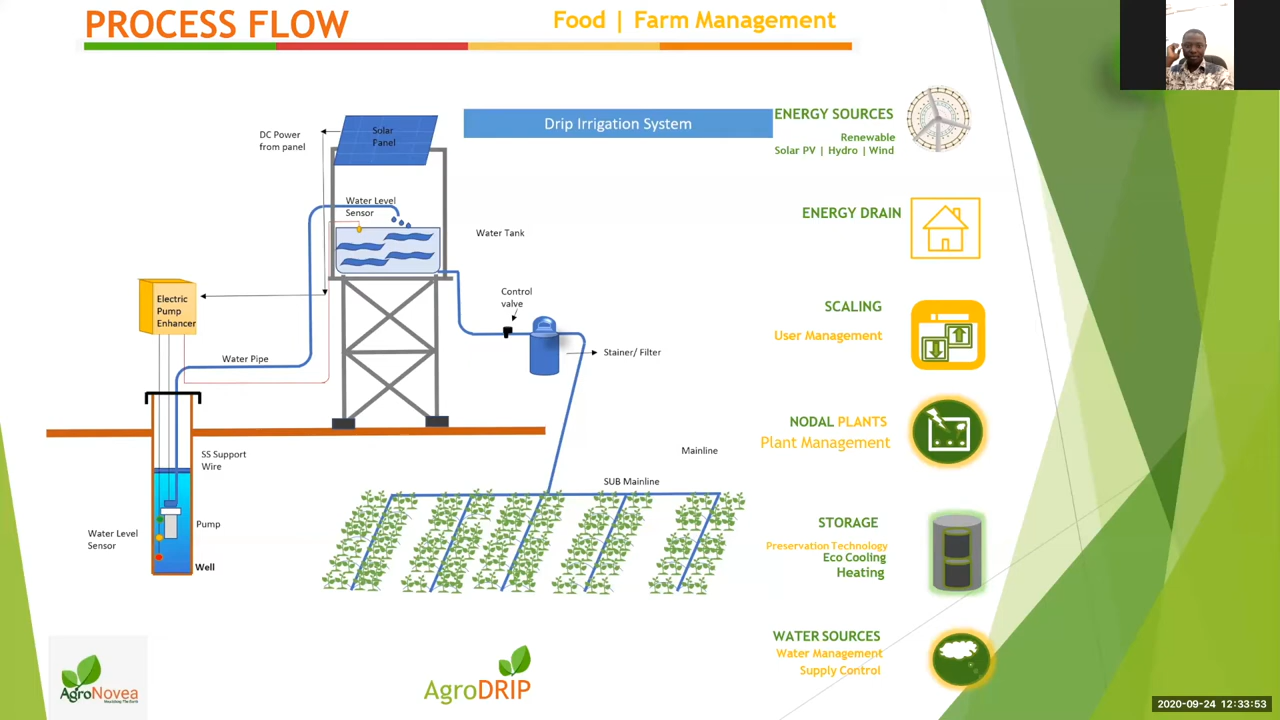 PROCESS FLOW
Food | Farm Management
Drip Irrigation System
DC Power
from panel
Solar
Panel
Water Level
Sensor
Water Tank
Electric
Pump
Enhancer
Control
valve
Water Pipe
Stainer/ Filter
SS Support
Wire
Mainline
SUB Mainline
Pump
Water Level
Sensor
Well
ENERGY SOURCES
Renewable
Solar PV | Hydro | Wind
ENERGY DRAIN
SCALING
User Management
NODAL PLANTS
Plant Management
STORAGE
Preservation Technology
Eco Cooling
Heating
WATER SOURCES
Water Management
Supply Control
AgroNovea
Nourishing The Earth
AgroDRIP
2020-09-24 12:33:53